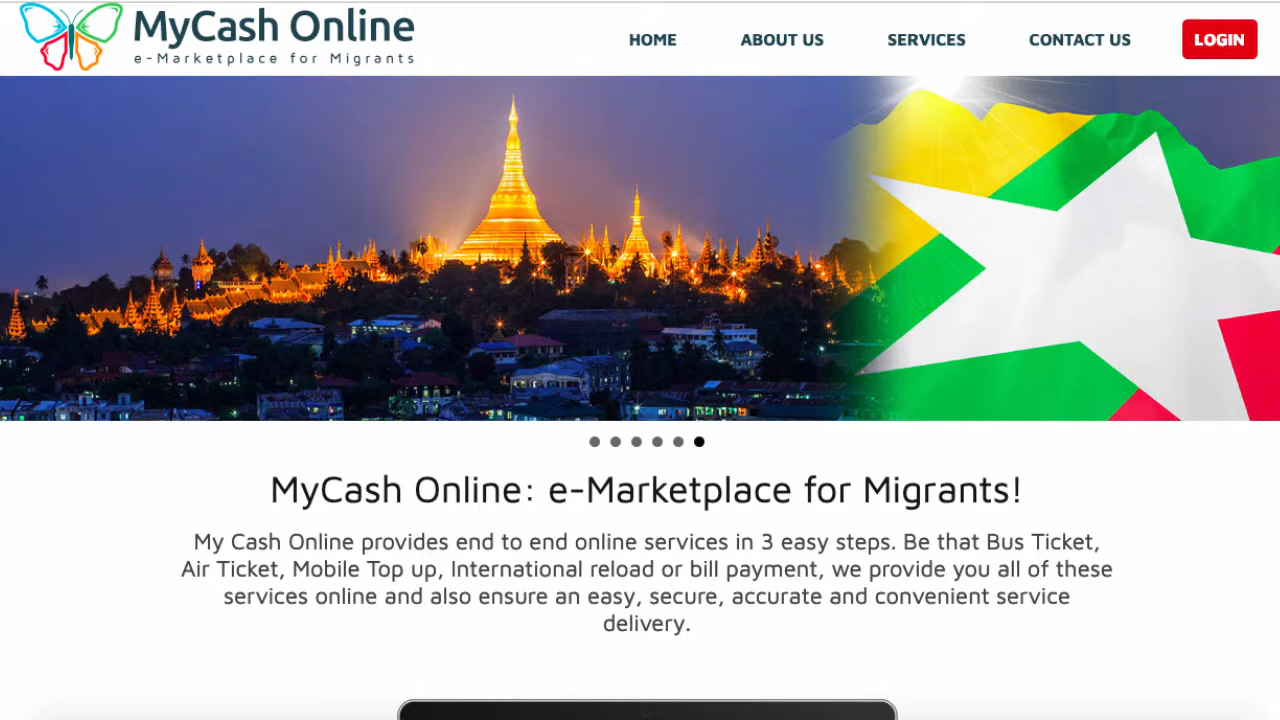 MyCash Online
e-Marketplace for Migrants
HOME ABOUT US SERVICES CONTACT US LOGIN
MyCash Online: e-Marketplace for Migrants!
My Cash Online provides end to end online services in 3 easy steps. Be that Bus Ticket,
Air Ticket, Mobile Top up, International reload or bill payment, we provide you all of these
services online and also ensure an easy, secure, accurate and convenient service
delivery.